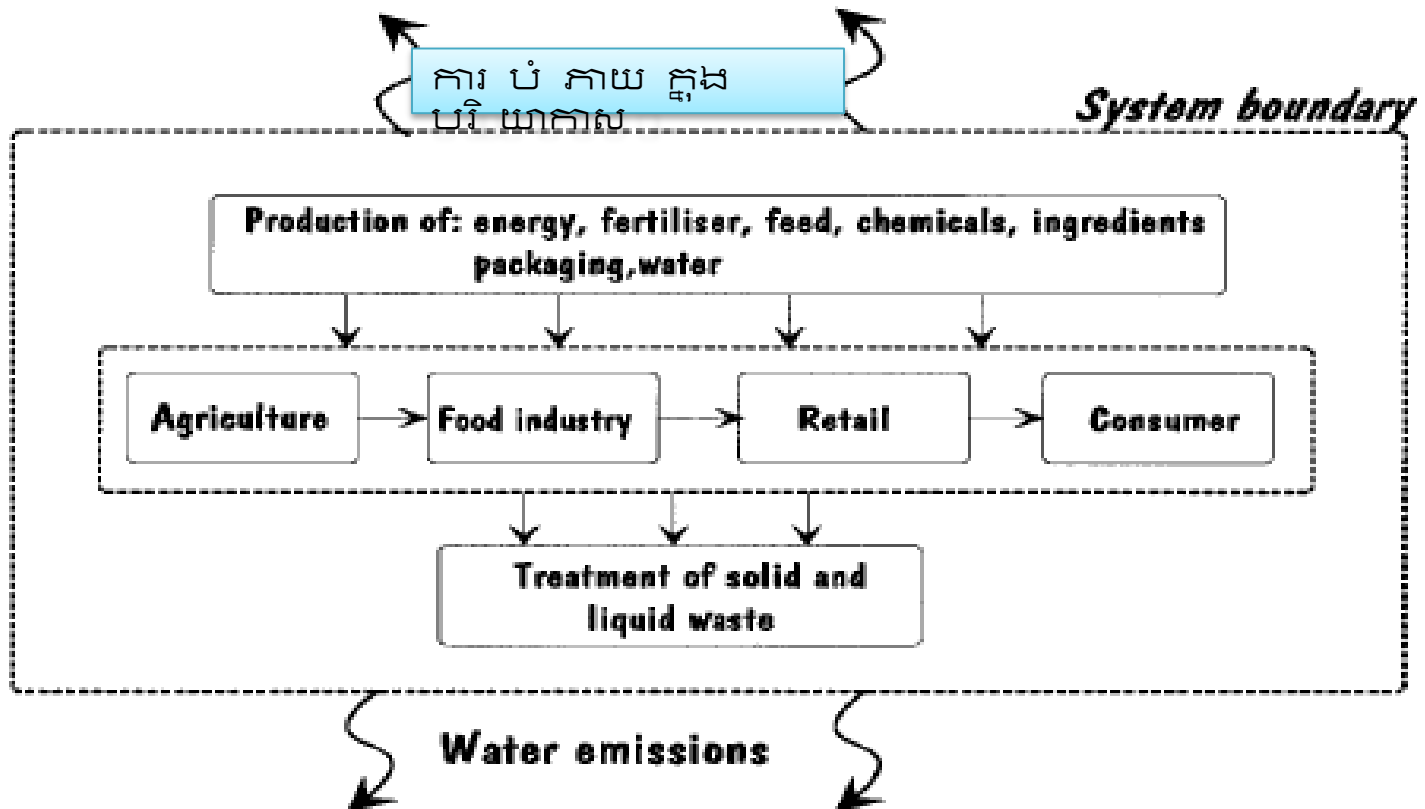 ការ បំ ភាយ ក្នុង
បរិ យាកាស
System boundary
Production of: energy, fertiliser, feed, chemicals, ingredients
packaging,water
Agriculture
Food industry
Retail
Consumer
Treatment of solid and
liquid waste
Water emissions